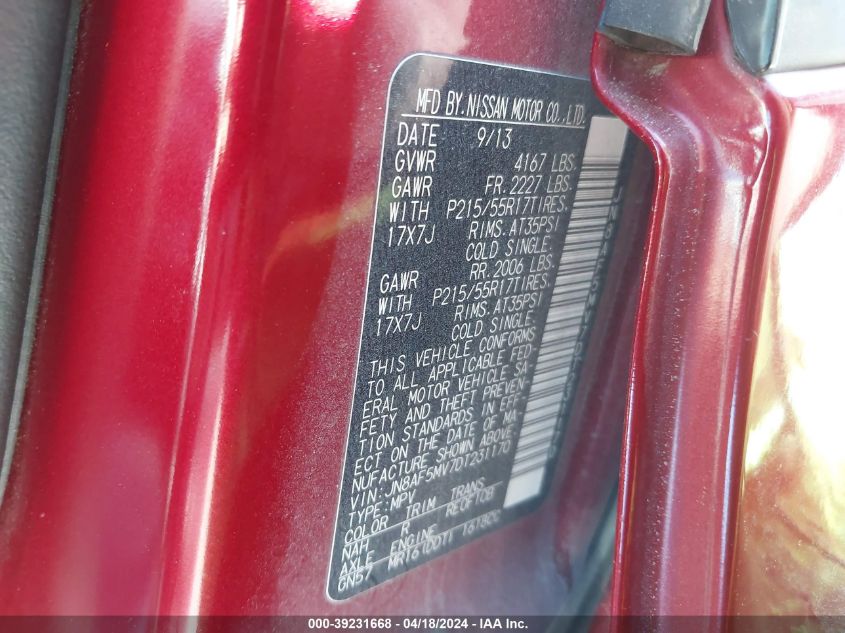 MFD BY. NISSAN MOTOR CO., LTD.
DATE 9/13
GVWR 4167 LBS.
GAWR FR. 2227 LBS.
WITH P215/55R17TIRES,
17X7J RIMS. AT35PSI
COLD SINGLE.
GAWR RR. 2006 LBS.
WITH P215/55R17TIRES,
17X7J RIMS. AT35PSI
COLD SINGLE.
THIS VEHICLE CONFORMS
TO ALL APPLICABLE FED-
ERAL MOTOR VEHICLE SA-
FETY AND THEFT PREVEN-
TION STANDARDS IN EFF-
ECT ON THE DATE OF MA-
NUFACTURE SHOWN ABOVE.
VIN: JN8AF5MV7DT231170
TYPE: MPV
COLOR TRIM TRANS
NAH R RE0F10B
AXLE ENGINE
GN57 MR16(DDT) 1618CC
000-39231668 - 04/18/2024 - IAA Inc.